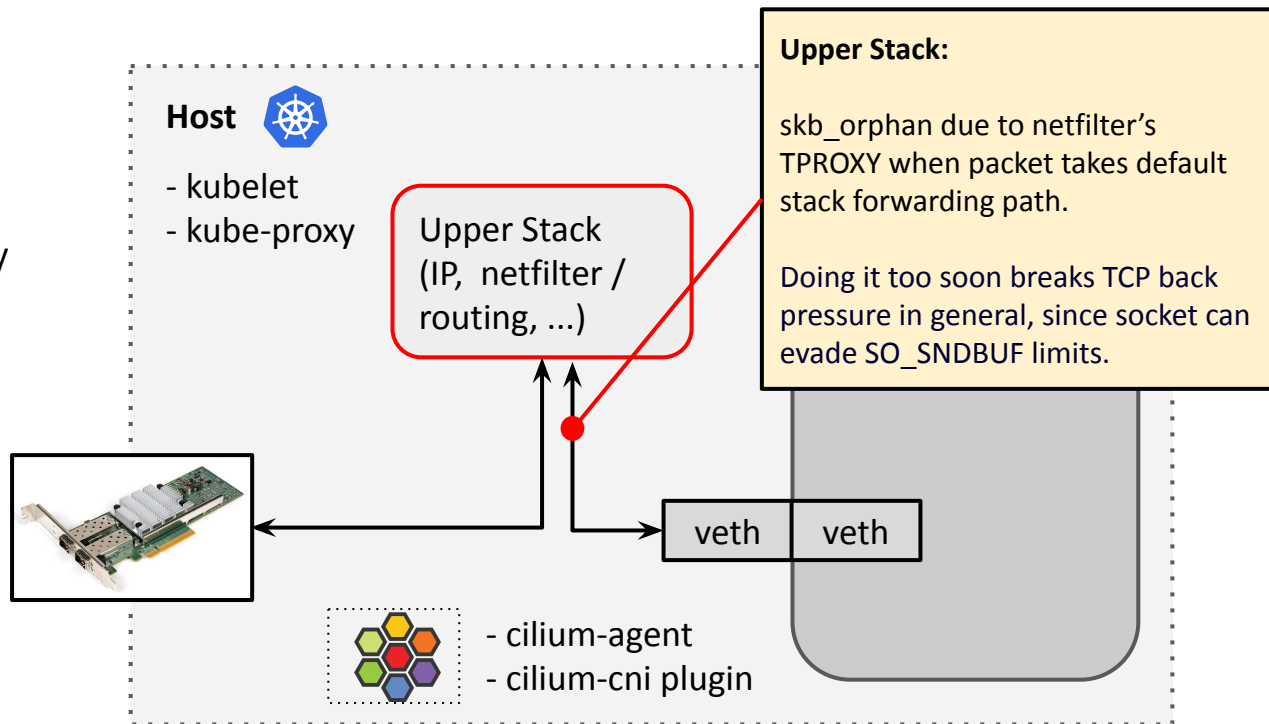 Upper Stack:
skb_orphan due to netfilter's
TPROXY when packet takes default
stack forwarding path.
Doing it too soon breaks TCP back
pressure in general, since socket can
evade SO_SNDBUF limits.
Host
- kubelet
- kube-proxy
/
Upper Stack
(IP, netfilter /
routing, ...)
veth veth
- cilium-agent
- cilium-cni plugin